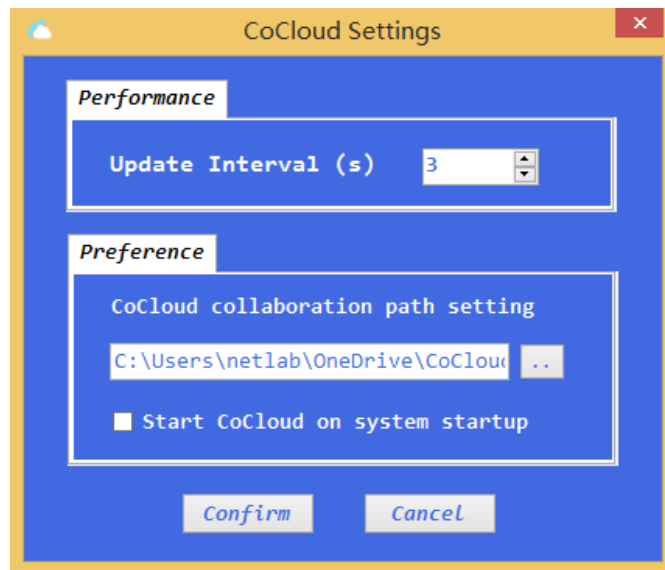 CoCloud Settings
Performance
Update Interval (s) 3
Preference
CoCloud collaboration path setting
C:\Users\netlab\OneDrive\CoClou ..
Start CoCloud on system startup
Confirm Cancel